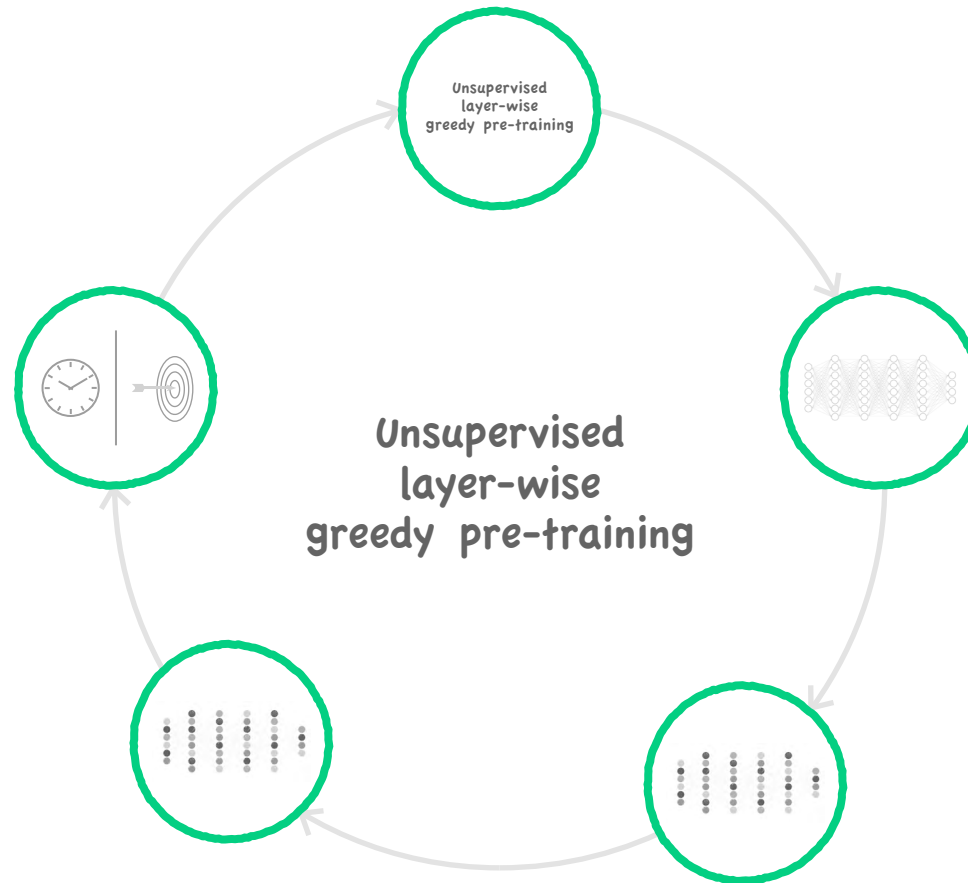 Unsupervised
layer-wise
greedy pre-training
Unsupervised
layer-wise
greedy pre-training